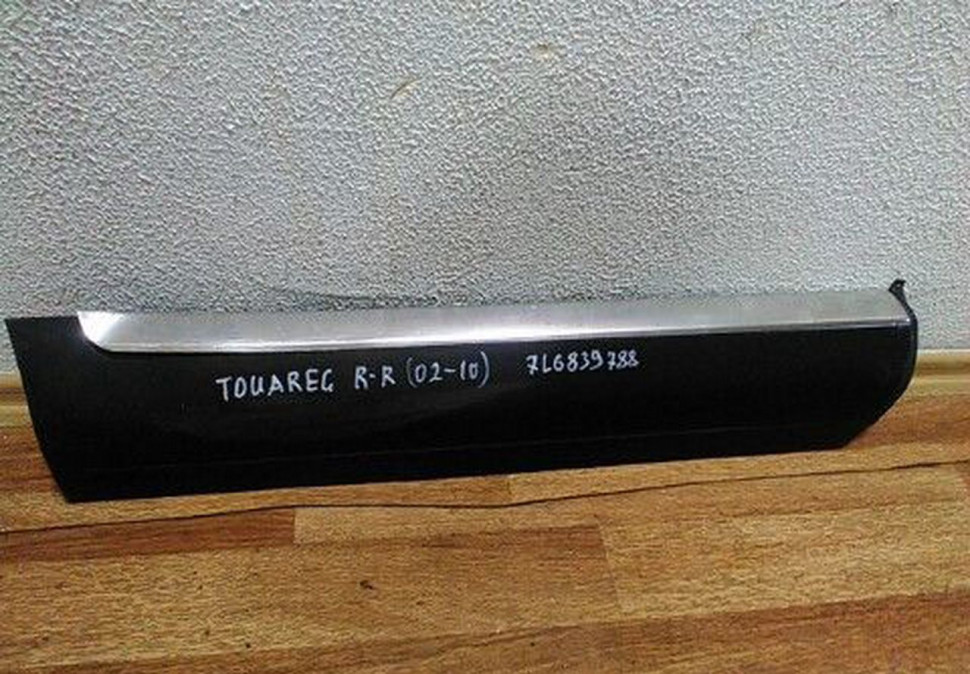 TOUAREG R-R (02-10) 7L6839788